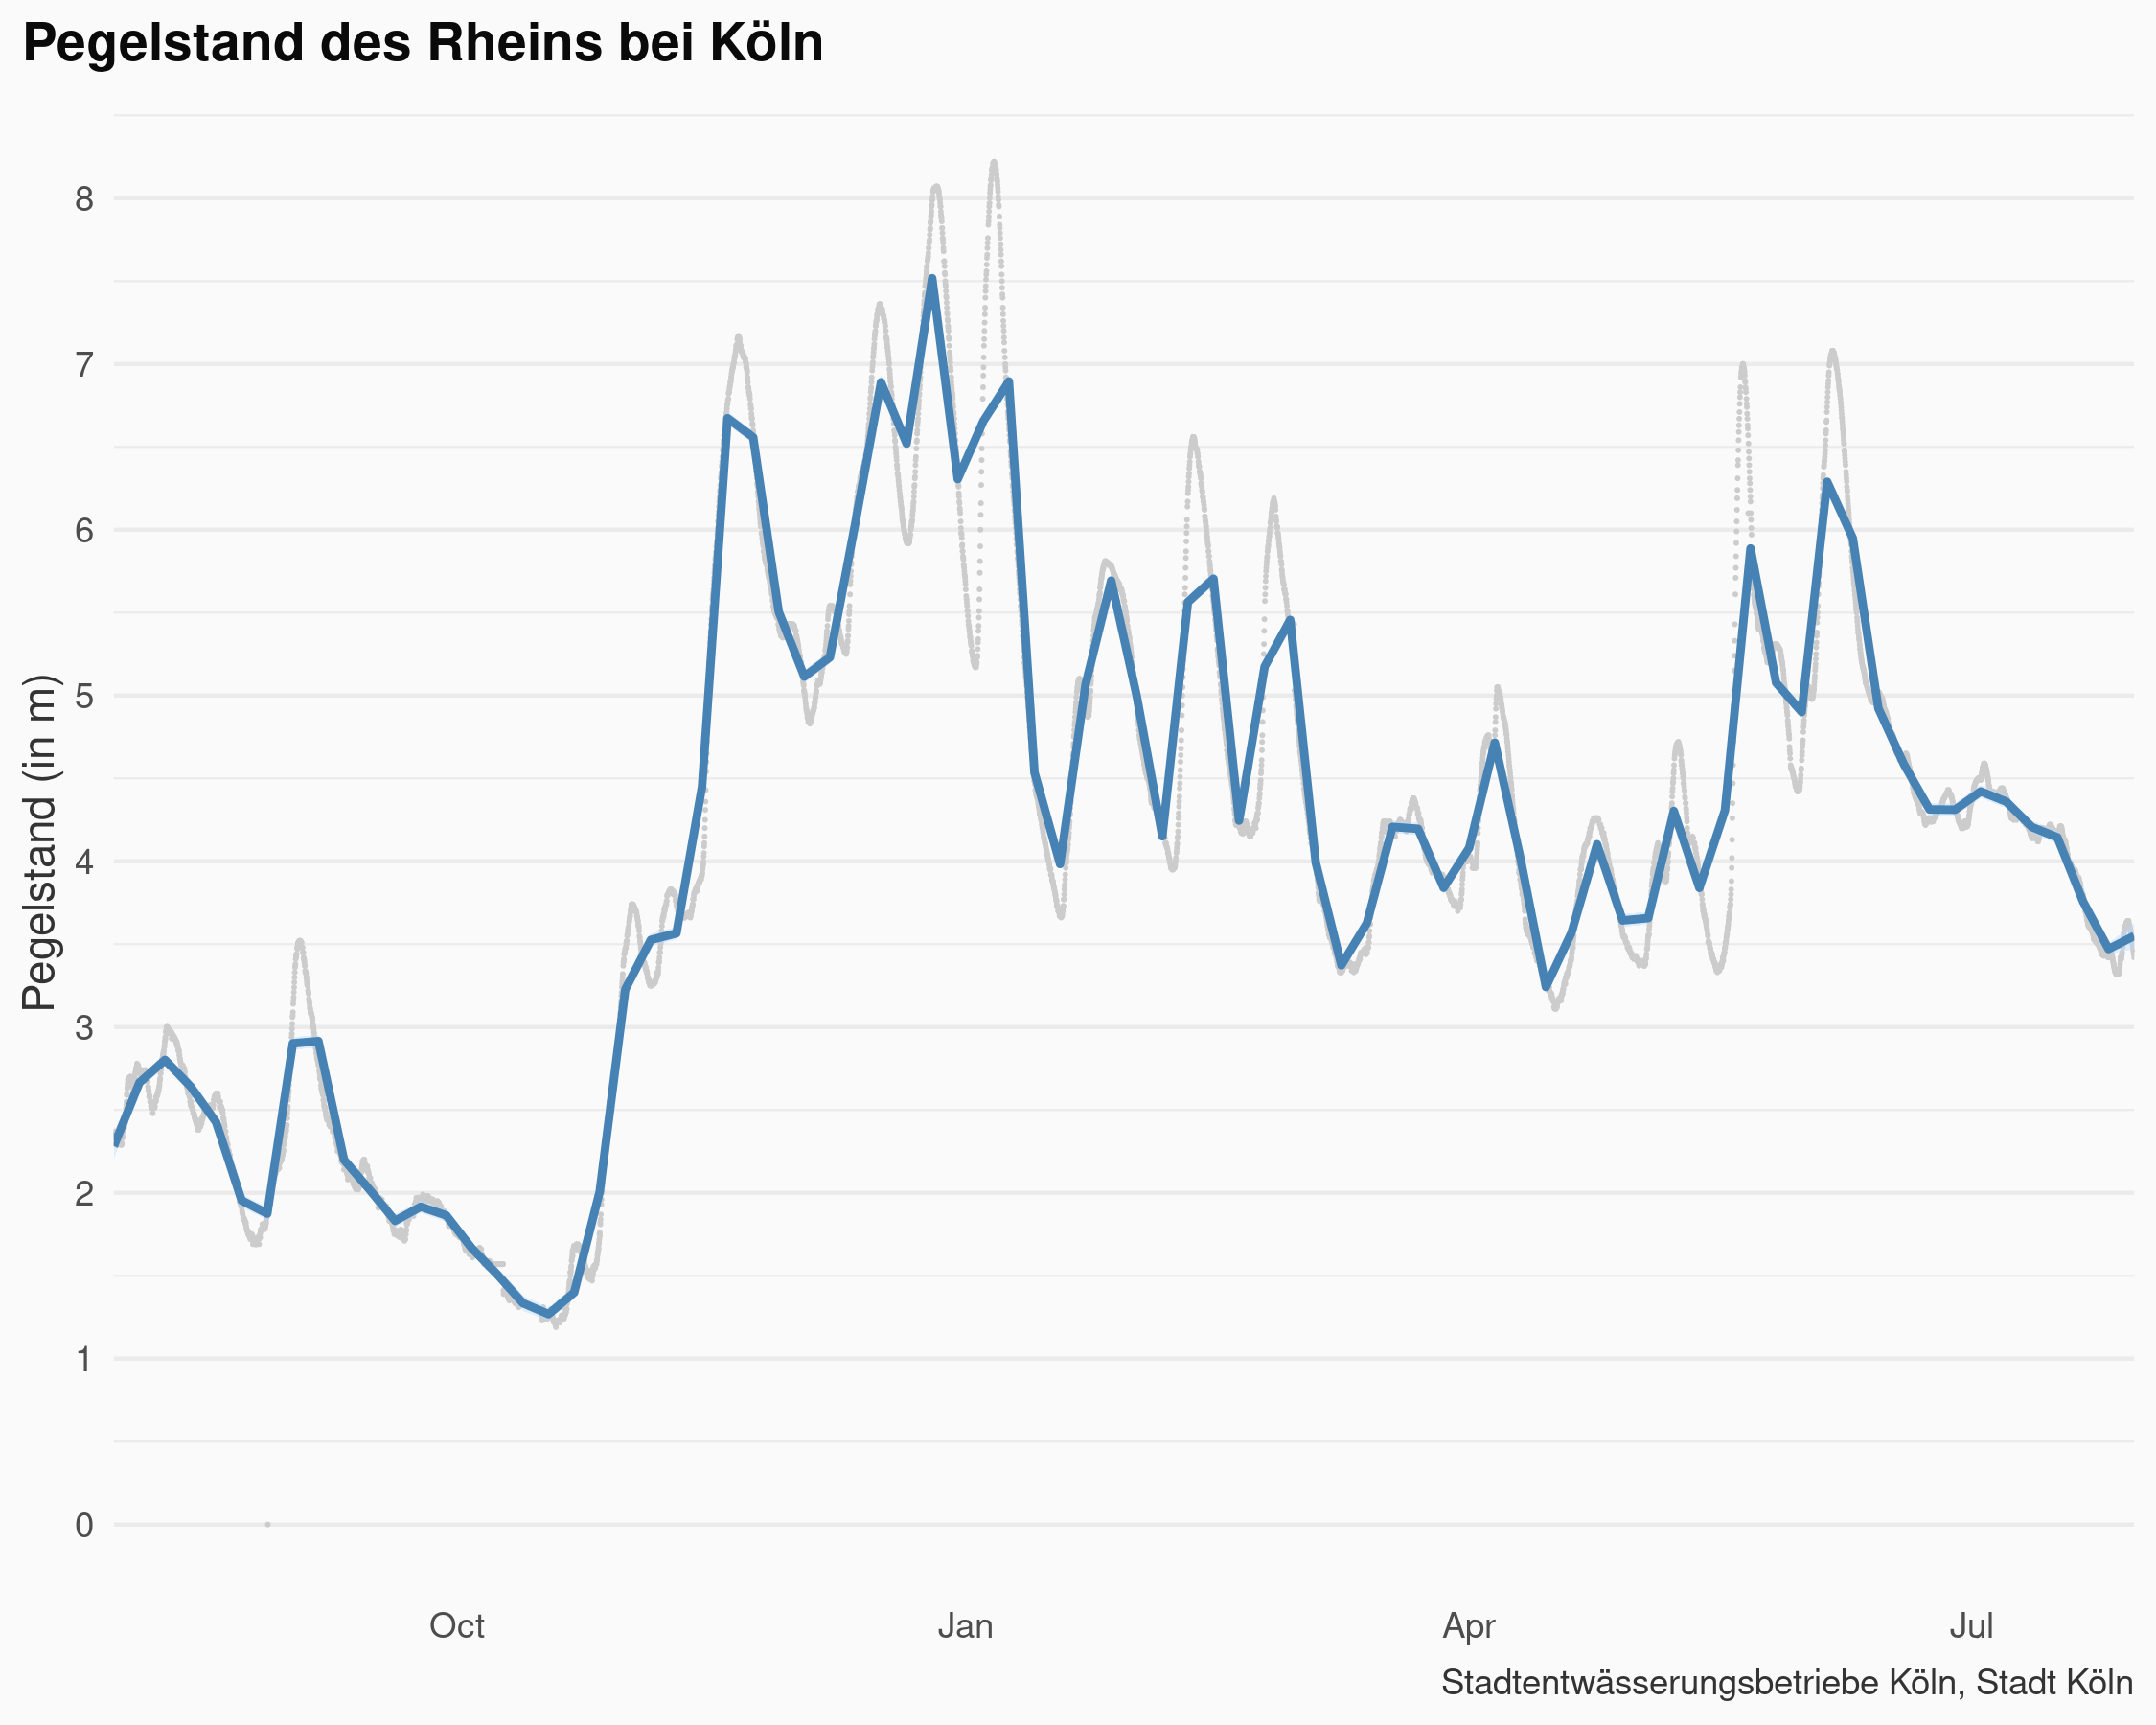 Pegelstand des Rheins bei Köln
Pegelstand (in m)
8
7
6
5
4
3
2
1
0
Oct Jan Apr Jul
Stadtentwässerungsbetriebe Köln, Stadt Köln